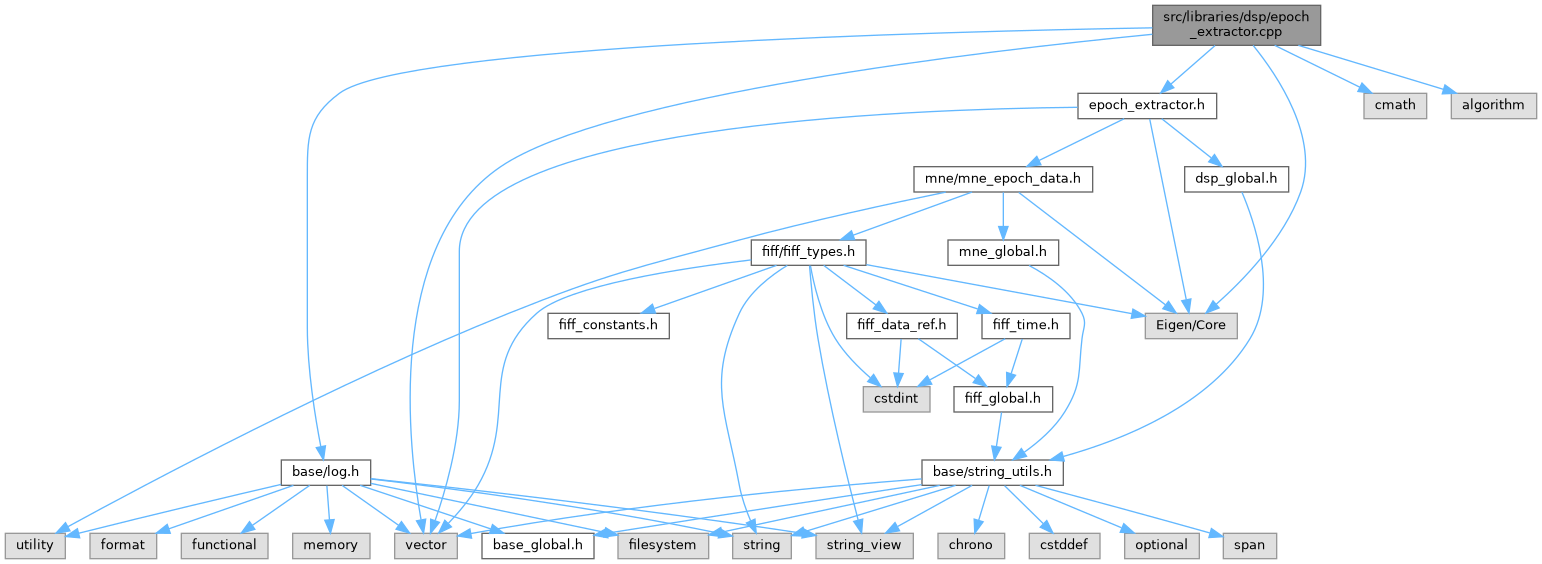 src/libraries/dsp/epoch
_extractor.cpp
epoch_extractor.h
cmath
algorithm
mne/mne_epoch_data.h
dsp_global.h
fiff/fiff_types.h
mne_global.h
fiff_constants.h
fiff_data_ref.h
fiff_time.h
Eigen/Core
cstdint
fiff_global.h
base/log.h
base/string_utils.h
utility
format
functional
memory
vector
base_global.h
filesystem
string
string_view
chrono
cstddef
optional
span